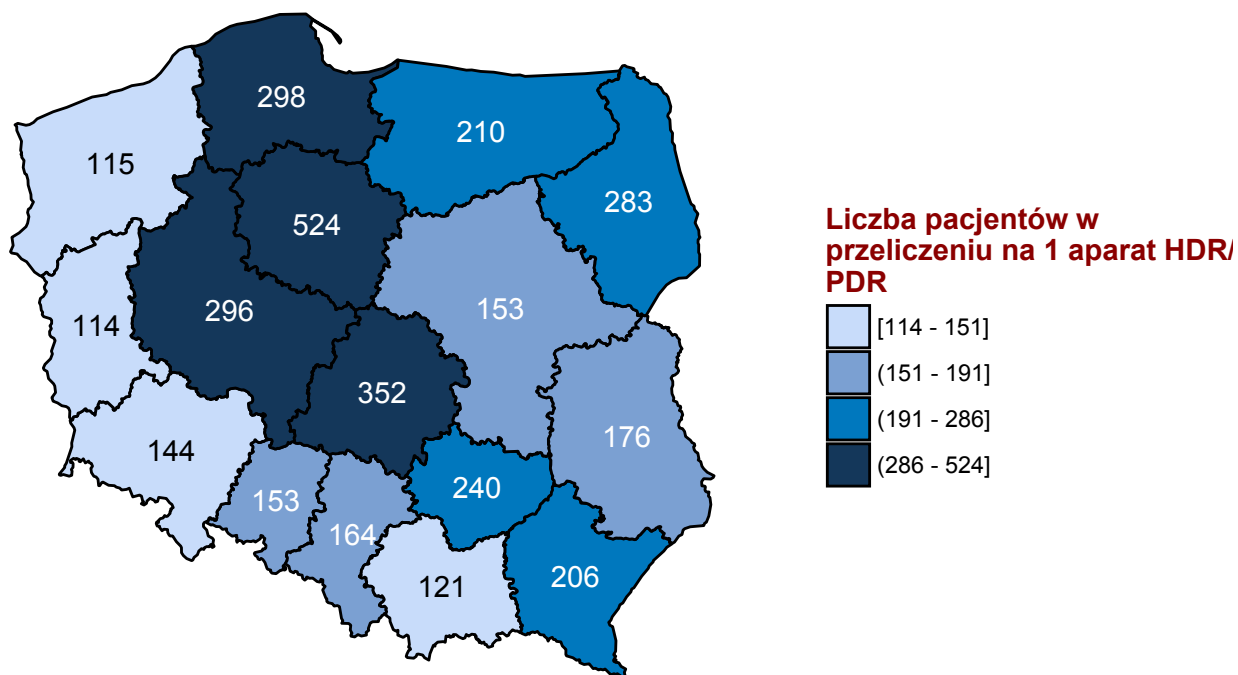 298
210
115
283
524
296
153
114
352
176
144
240
153
164
206
121
Liczba pacjentów w
przeliczeniu na 1 aparat HDR/
PDR
[114 - 151]
(151 - 191]
(191 - 286]
(286 - 524]